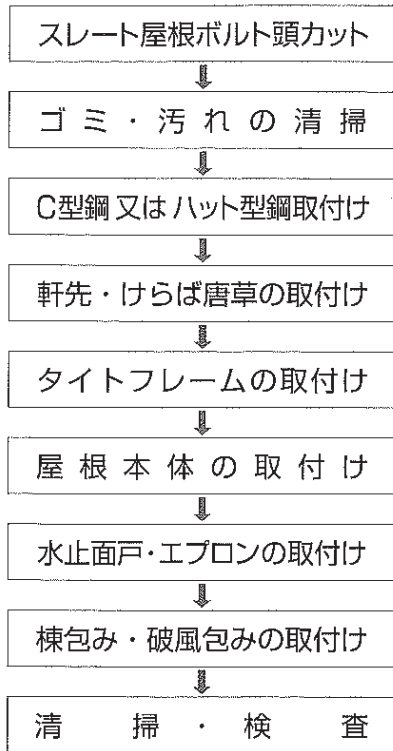 スレート屋根ボルト頭カット
ゴミ・汚れの清掃
C型鋼又はハット型鋼取付け
軒先・けらば唐草の取付け
タイトフレームの取付け
屋根本体の取付け
水止面戸・エプロンの取付け
棟包み・破風包みの取付け
清掃・検査